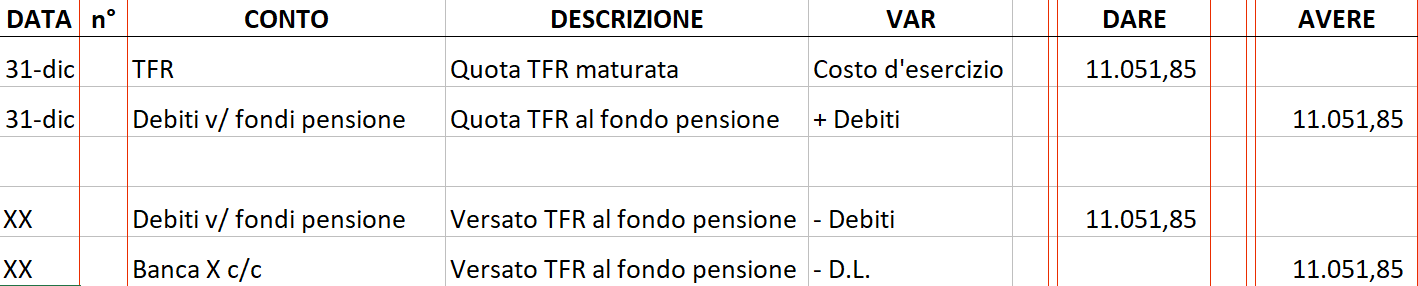 DATA n° CONTO DESCRIZIONE VAR DARE AVERE
31-dic TFR Quota TFR maturata Costo d'esercizio 11.051,85
31-dic Debiti v/ fondi pensione Quota TFR al fondo pensione + Debiti 11.051,85
XX Debiti v/ fondi pensione Versato TFR al fondo pensione - Debiti 11.051,85
XX Banca X c/c Versato TFR al fondo pensione - D.L. 11.051,85